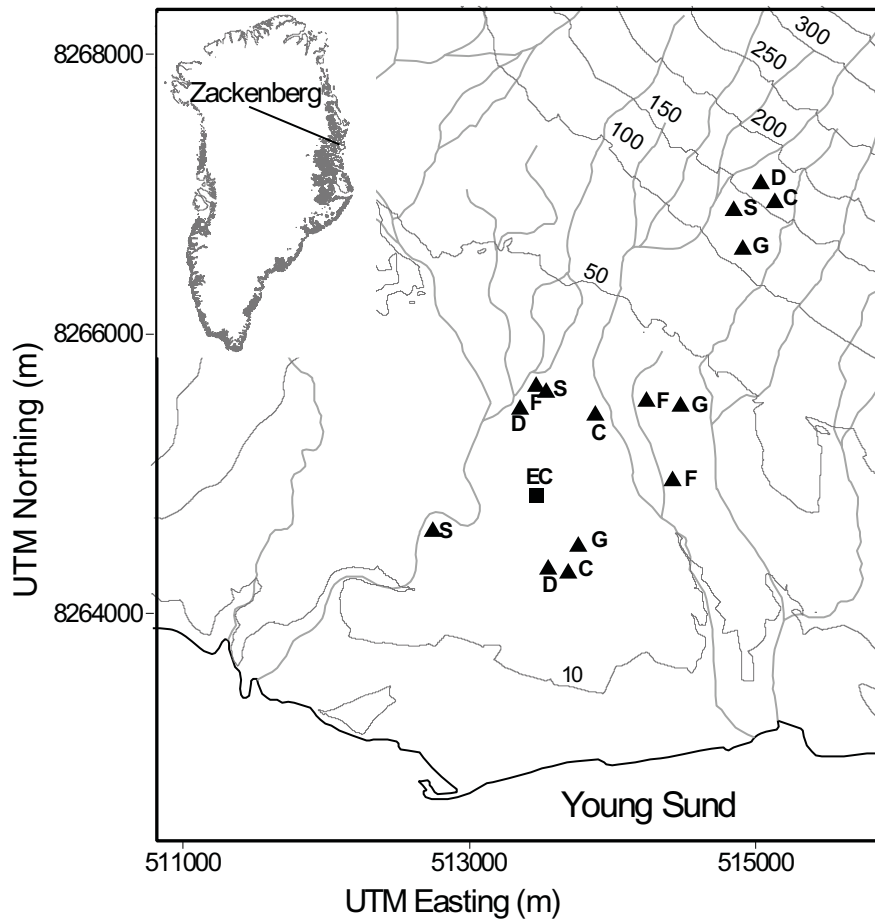 8268000
300
250
Zackenberg
150
200
100
D
C
S
G
50
8266000
S
F
F
G
D
C
EC
F
S
G
C
D
8264000
10
Young Sund
511000
513000
515000
UTM Easting (m)
UTM Northing (m)